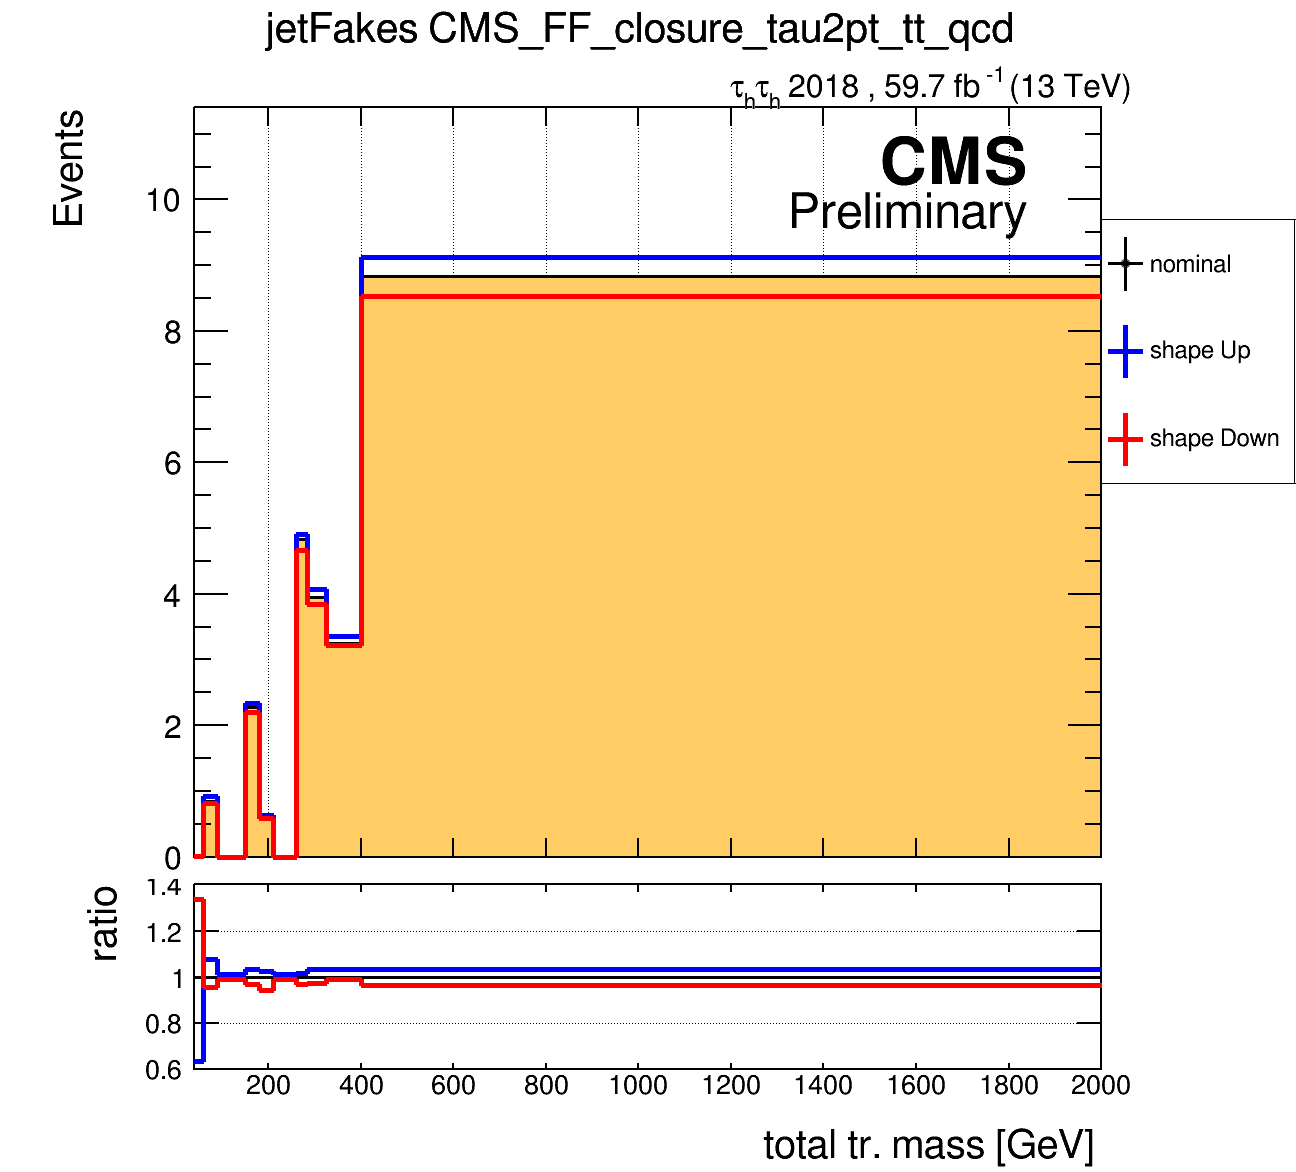 jetFakes CMS_FF_closure_tau2pt_tt_qcd
τhτh 2018 , 59.7 fb-1 (13 TeV)
Events
CMS
Preliminary
10
8
6
4
2
0
nominal
shape Up
shape Down
ratio
1.4
1.2
1
0.8
0.6
200 400 600 800 1000 1200 1400 1600 1800 2000
total tr. mass [GeV]